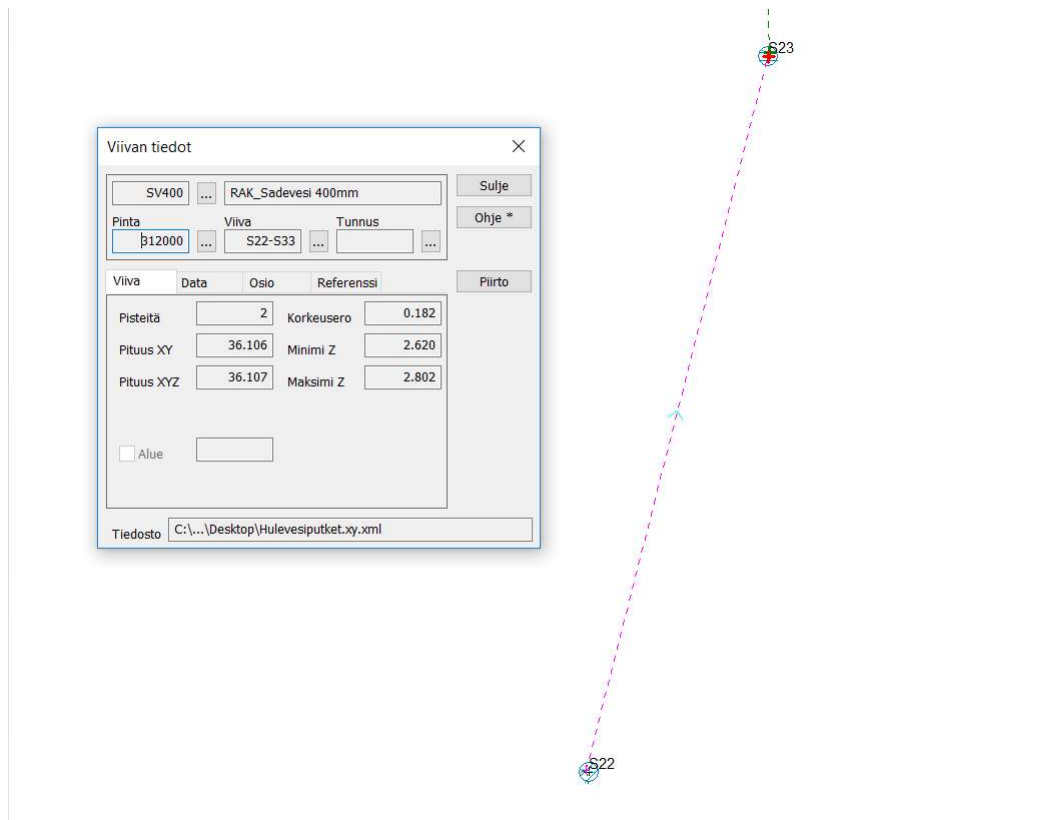 S23
Viivan tiedot
SV400 ... RAK_Sadevesi 400mm Sulje
Pinta Viiva Tunnus Ohje *
312000 ... S22-S33 ... ...
Viiva Data Osio Referenssi Piirto
Pisteitä 2 Korkeusero 0.182
Pituus XY 36.106 Minimi Z 2.620
Pituus XYZ 36.107 Maksimi Z 2.802
Alue
Tiedosto C:\...\Desktop\Hulevesiputket.xy.xml
S22